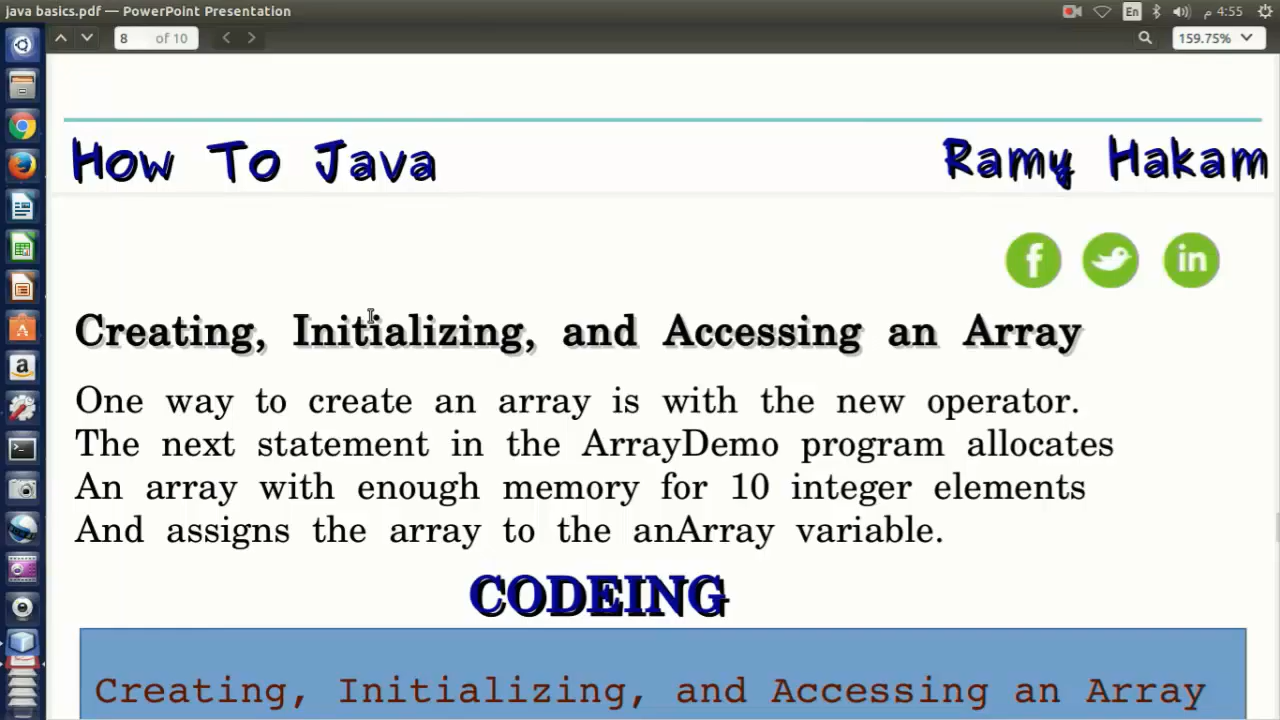 java basics.pdf — PowerPoint Presentation
En
4:55 م
8 of 10
159.75%
How To Java
Ramy Hakam
Creating, Initializing, and Accessing an Array
One way to create an array is with the new operator.
The next statement in the ArrayDemo program allocates
An array with enough memory for 10 integer elements
And assigns the array to the anArray variable.
CODEING
Creating, Initializing, and Accessing an Array